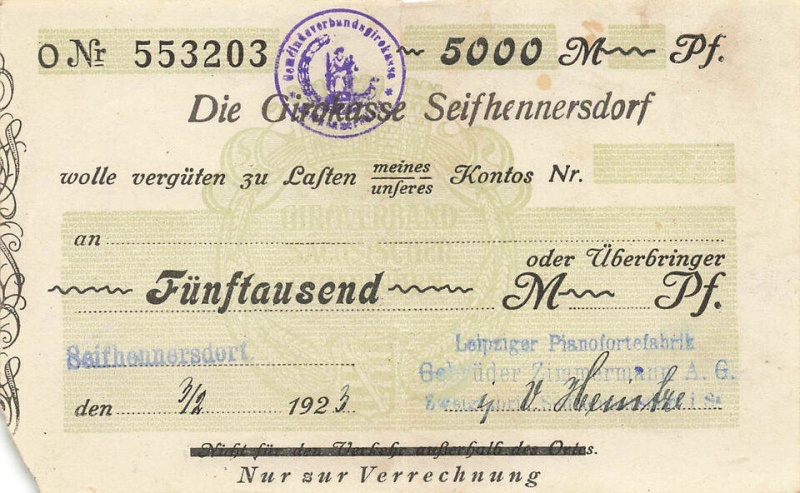 O Nr 553203 5000 M Pf.
Gemeindeverbandsgirokasse
Die Girokasse Seifhennersdorf
wolle vergüten zu Lasten meines Kontos Nr.
unseres
an
oder Überbringer
Fünftausend M Pf.
Seifhennersdorf
Leipziger Pianofortefabrik
Gebrüder Zimmermann A. G.
den 3/2 1923
Nicht für den Verkehr außerhalb des Ortes.
Nur zur Verrechnung